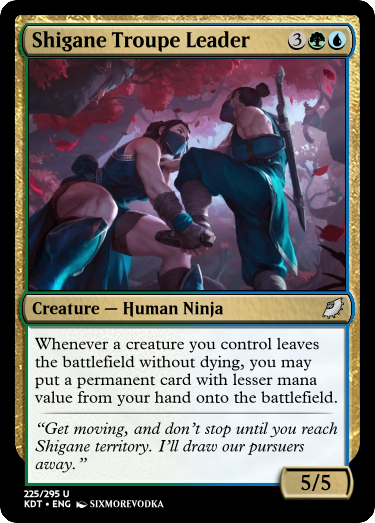 Shigane Troupe Leader 3
Creature — Human Ninja
Whenever a creature you control leaves
the battlefield without dying, you may
put a permanent card with lesser mana
value from your hand onto the battlefield.
“Get moving, and don’t stop until you reach
Shigane territory. I’ll draw our pursuers
away.”
5/5
225/295 U
KDT • ENG SIXMOREVODKA